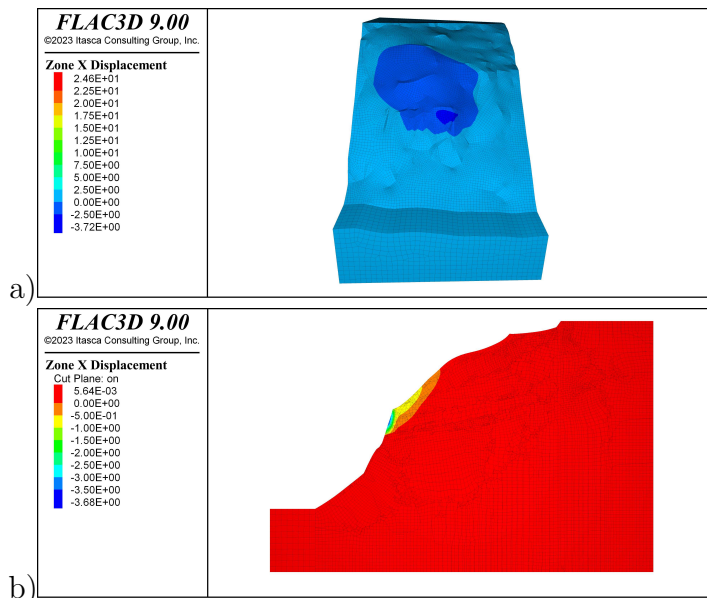 FLAC3D 9.00
©2023 Itasca Consulting Group, Inc.
Zone X Displacement
2.46E+01
2.25E+01
2.00E+01
1.75E+01
1.50E+01
1.25E+01
1.00E+01
7.50E+00
5.00E+00
2.50E+00
0.00E+00
-2.50E+00
-3.72E+00
a)
FLAC3D 9.00
©2023 Itasca Consulting Group, Inc.
Zone X Displacement
Cut Plane: on
5.64E-03
0.00E+00
-5.00E-01
-1.00E+00
-1.50E+00
-2.00E+00
-2.50E+00
-3.00E+00
-3.50E+00
-3.68E+00
b)